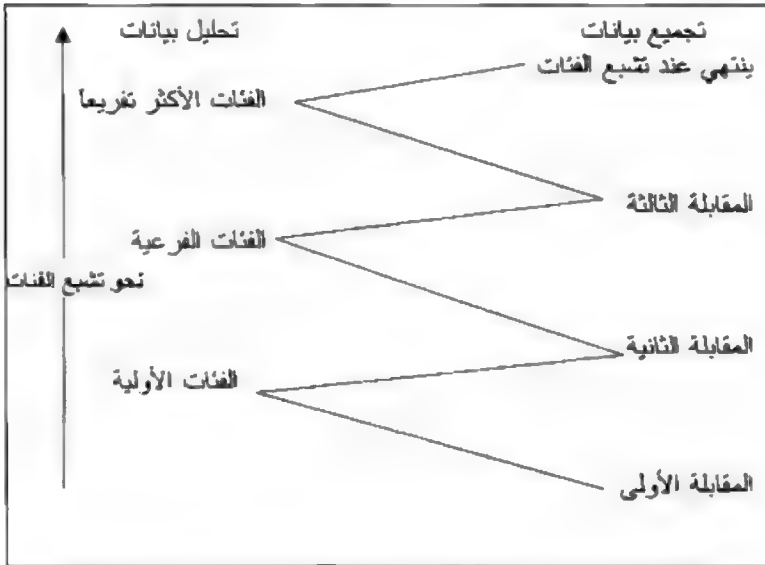 تجميع بيانات
تحليل بيانات
ينتهي عند تشبع الفئات
الفئات الأكثر تفريعاً
المقابلة الثالثة
الفئات الفرعية
نحو تشبع الفئات
المقابلة الثانية
الفئات الأولية
المقابلة الأولى